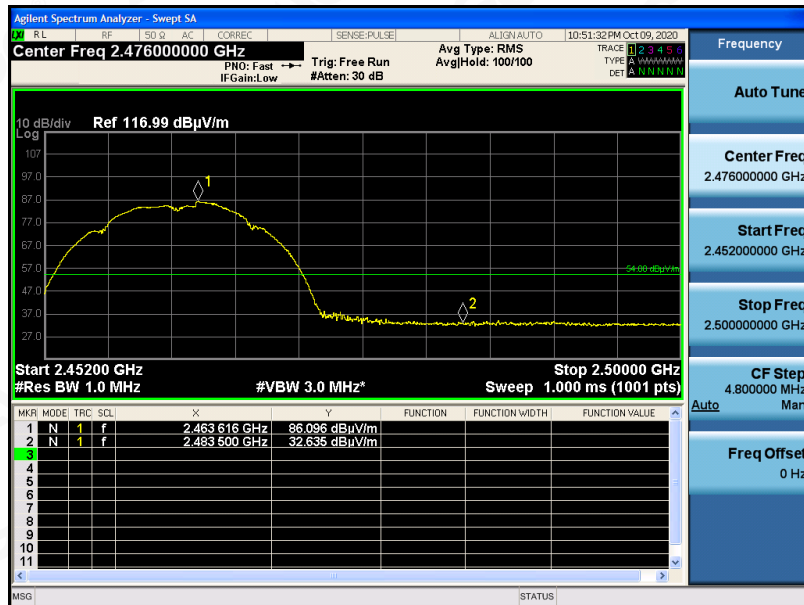 Agilent Spectrum Analyzer - Swept SA
LXI RL RF 50 Ω AC CORREC SENSE:PULSE ALIGN AUTO 10:51:32 PM Oct 09, 2020
Center Freq 2.476000000 GHz
PNO: Fast
IFGain:Low
Trig: Free Run
#Atten: 30 dB
Avg Type: RMS
Avg|Hold: 100/100
TRACE 1 2 3 4 5 6
TYPE A WWWWW
DET A N N N N N
10 dB/div Ref 116.99 dBµV/m
Log
107
97.0
87.0
77.0
67.0
57.0
47.0
37.0
27.0
1
2
54.00 dBµV/m
Start 2.45200 GHz Stop 2.50000 GHz
#Res BW 1.0 MHz #VBW 3.0 MHz* Sweep 1.000 ms (1001 pts)
MKR MODE TRC SCL X Y FUNCTION FUNCTION WIDTH FUNCTION VALUE
1 N 1 f 2.463 616 GHz 86.096 dBµV/m
2 N 1 f 2.483 500 GHz 32.635 dBµV/m
3
4
5
6
7
8
9
10
11
MSG STATUS
Frequency
Auto Tune
Center Freq
2.476000000 GHz
Start Freq
2.452000000 GHz
Stop Freq
2.500000000 GHz
CF Step
4.800000 MHz
Auto Man
Freq Offset
0 Hz